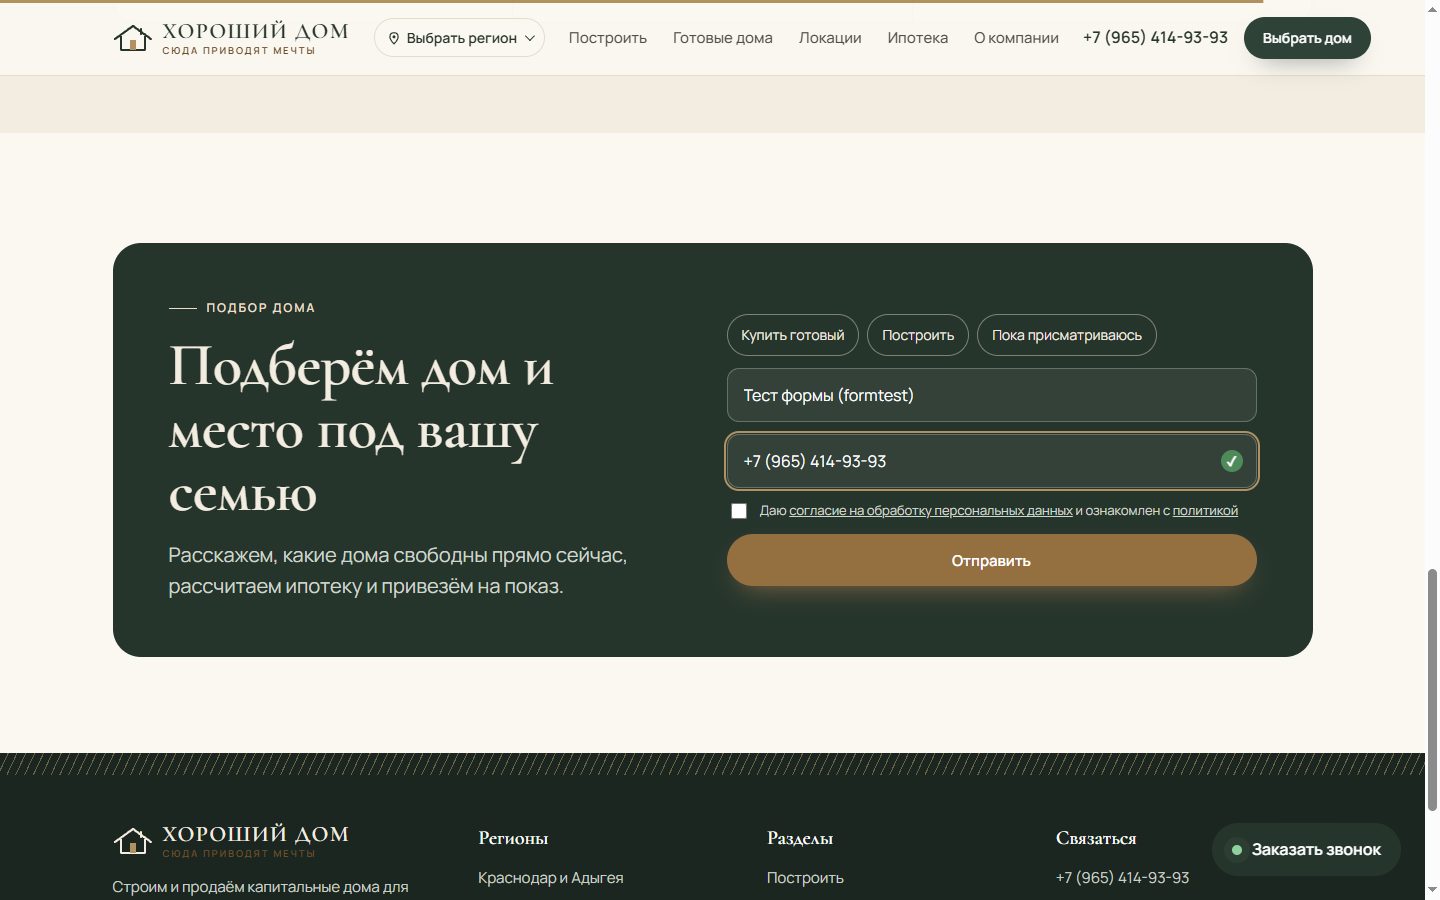 ХОРОШИЙ ДОМ
СЮДА ПРИВОДЯТ МЕЧТЫ
Выбрать регион
Построить
Готовые дома
Локации
Ипотека
О компании
+7 (965) 414-93-93
Выбрать дом
ПОДБОР ДОМА
Подберём дом и
место под вашу
семью
Расскажем, какие дома свободны прямо сейчас,
рассчитаем ипотеку и привезём на показ.
Купить готовый
Построить
Пока присматриваюсь
Тест формы (formtest)
+7 (965) 414-93-93
Даю согласие на обработку персональных данных и ознакомлен с политикой
Отправить
ХОРОШИЙ ДОМ
СЮДА ПРИВОДЯТ МЕЧТЫ
Строим и продаём капитальные дома для
Регионы
Краснодар и Адыгея
Разделы
Построить
Связаться
+7 (965) 414-93-93
Заказать звонок